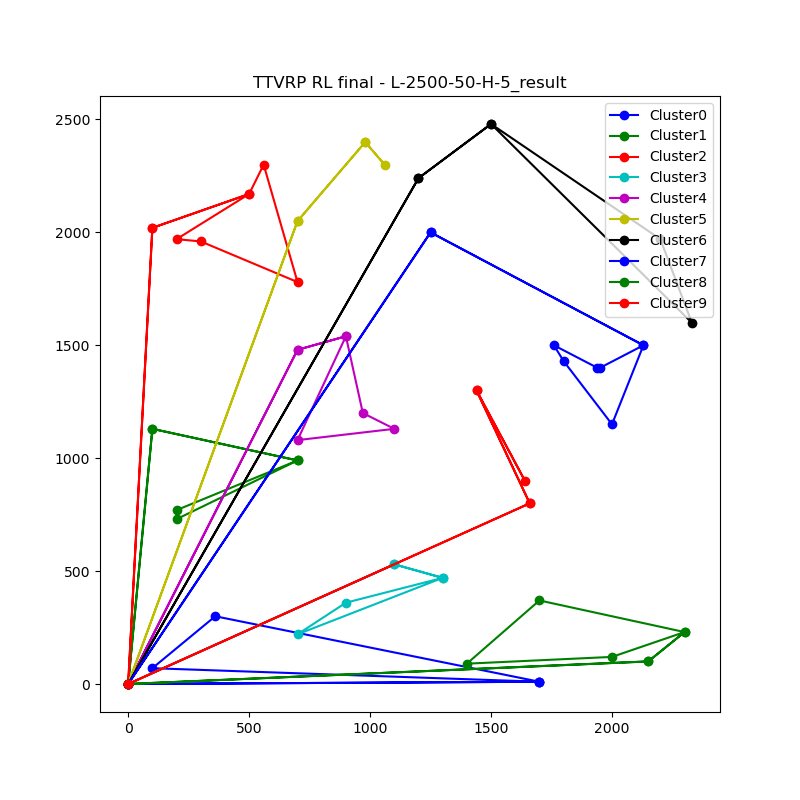 TTVRP RL final - L-2500-50-H-5_result
2500
2000
1500
1000
500
0
0
500
1000
1500
2000
Cluster0
Cluster1
Cluster2
Cluster3
Cluster4
Cluster5
Cluster6
Cluster7
Cluster8
Cluster9